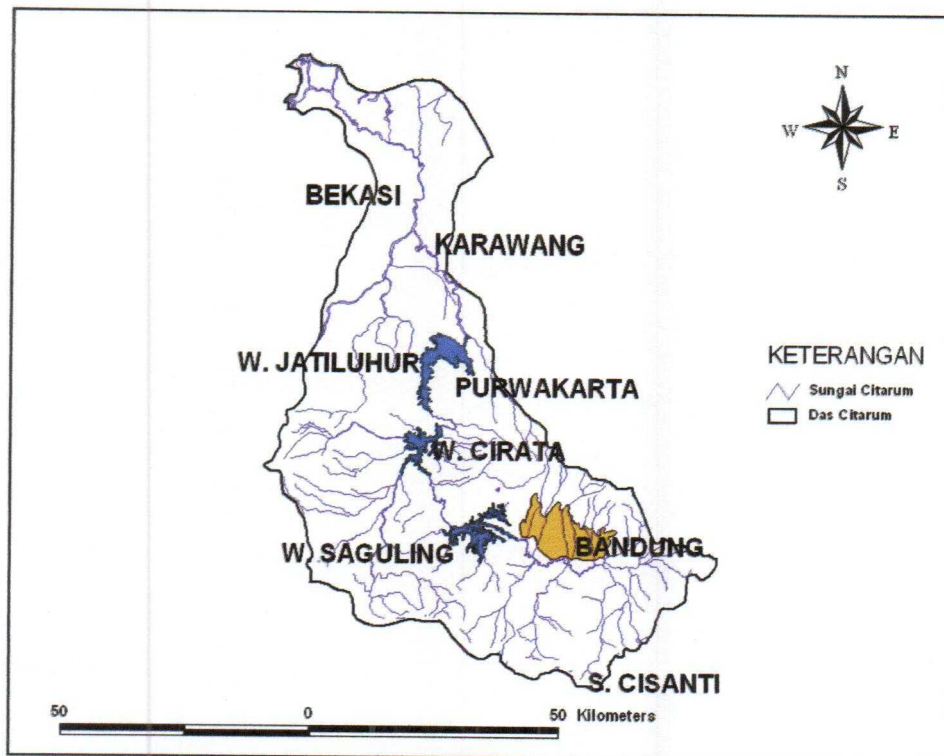 N
W E
S
BEKASI
KARAWANG
W. JATILUHUR
PURWAKARTA
W. CIRATA
W. SAGULING
BANDUNG
S. CISANTI
KETERANGAN
Sungai Citarum
Das Citarum
50 0 50 Kilometers